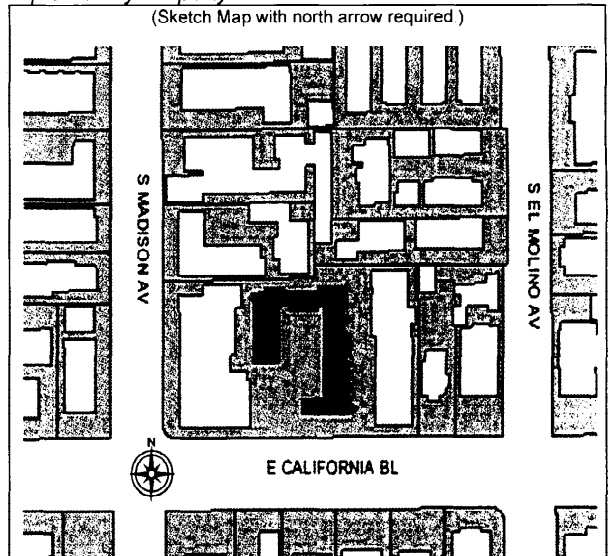 (Sketch Map with north arrow required.)
S MADISON AV
S EL MOLINO AV
N
E CALIFORNIA BL